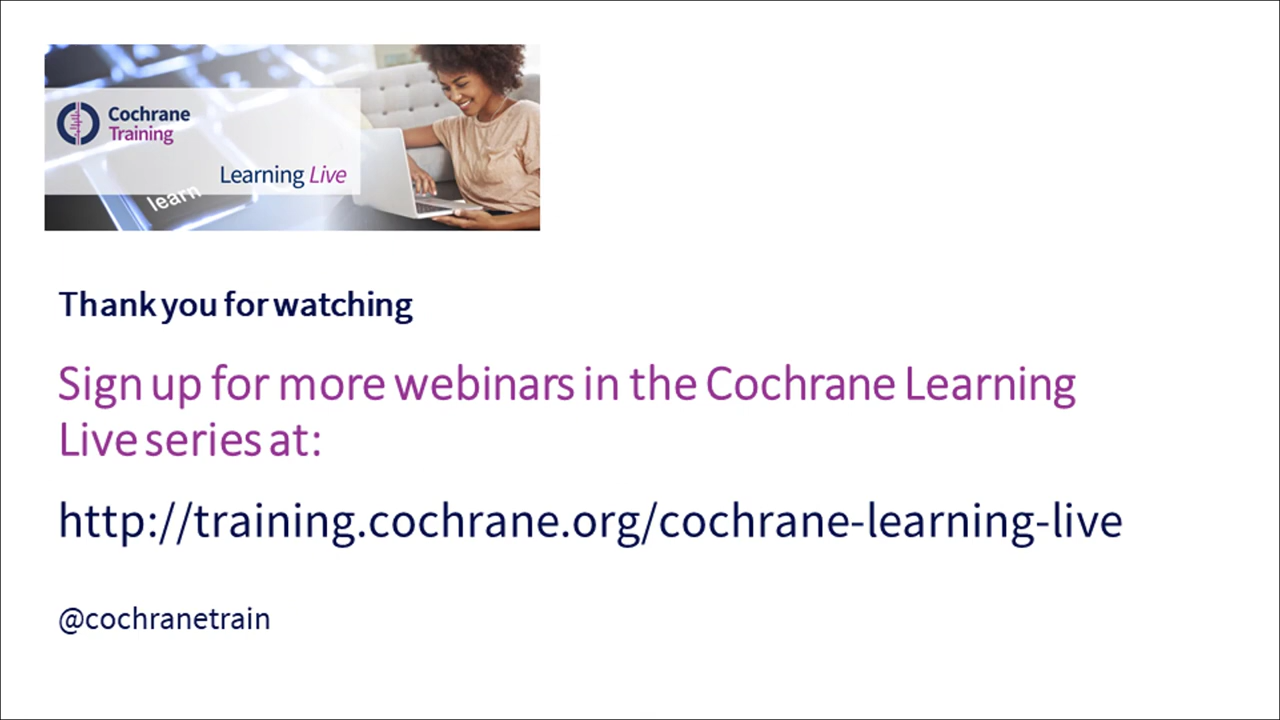 Cochrane
Training
Learning Live
learn
Thank you for watching
Sign up for more webinars in the Cochrane Learning
Live series at:
http://training.cochrane.org/cochrane-learning-live
@cochranetrain